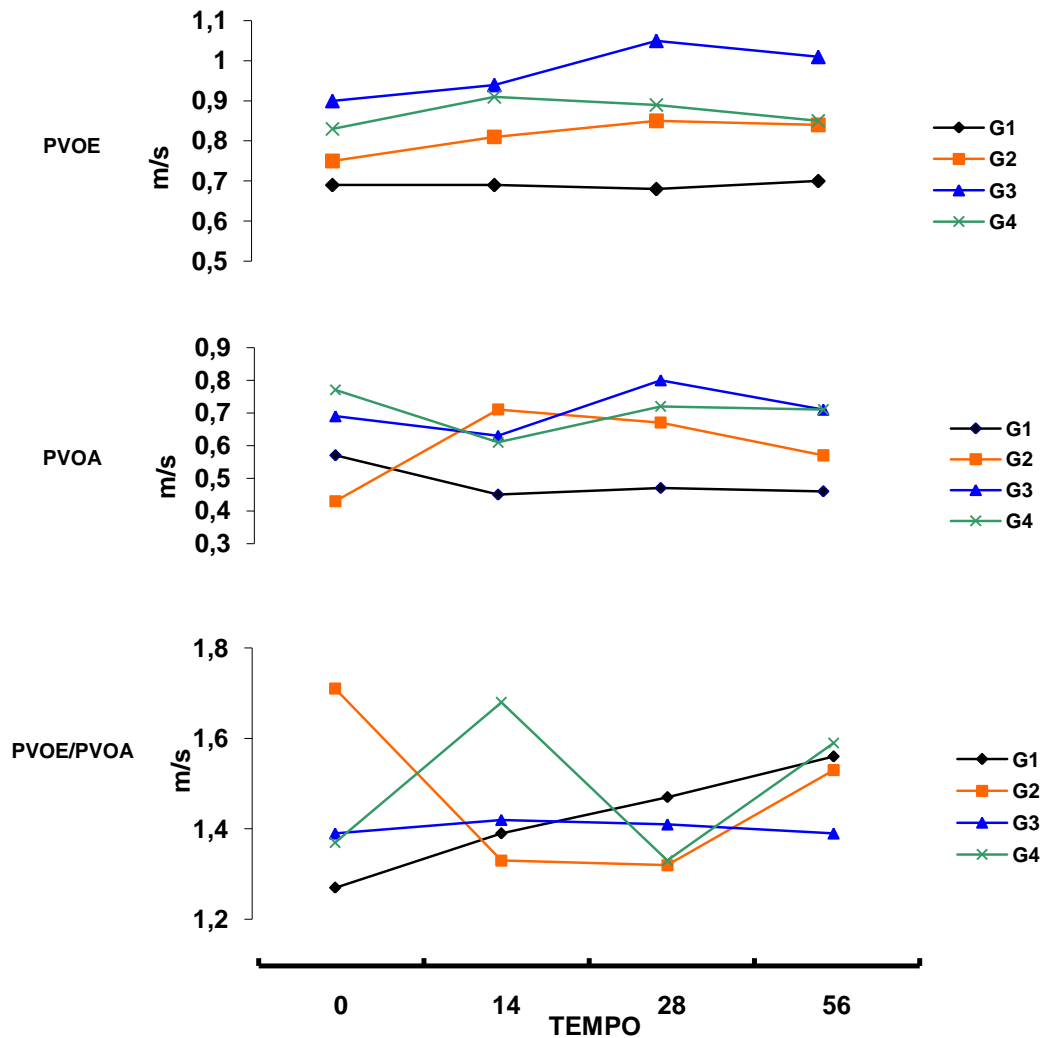 PVOE
m/s
1,1
1
0,9
0,8
0,7
0,6
0,5
G1
G2
G3
G4
PVOA
m/s
0,9
0,8
0,7
0,6
0,5
0,4
0,3
G1
G2
G3
G4
PVOE/PVOA
m/s
1,8
1,6
1,4
1,2
G1
G2
G3
G4
0 14 28 56
TEMPO